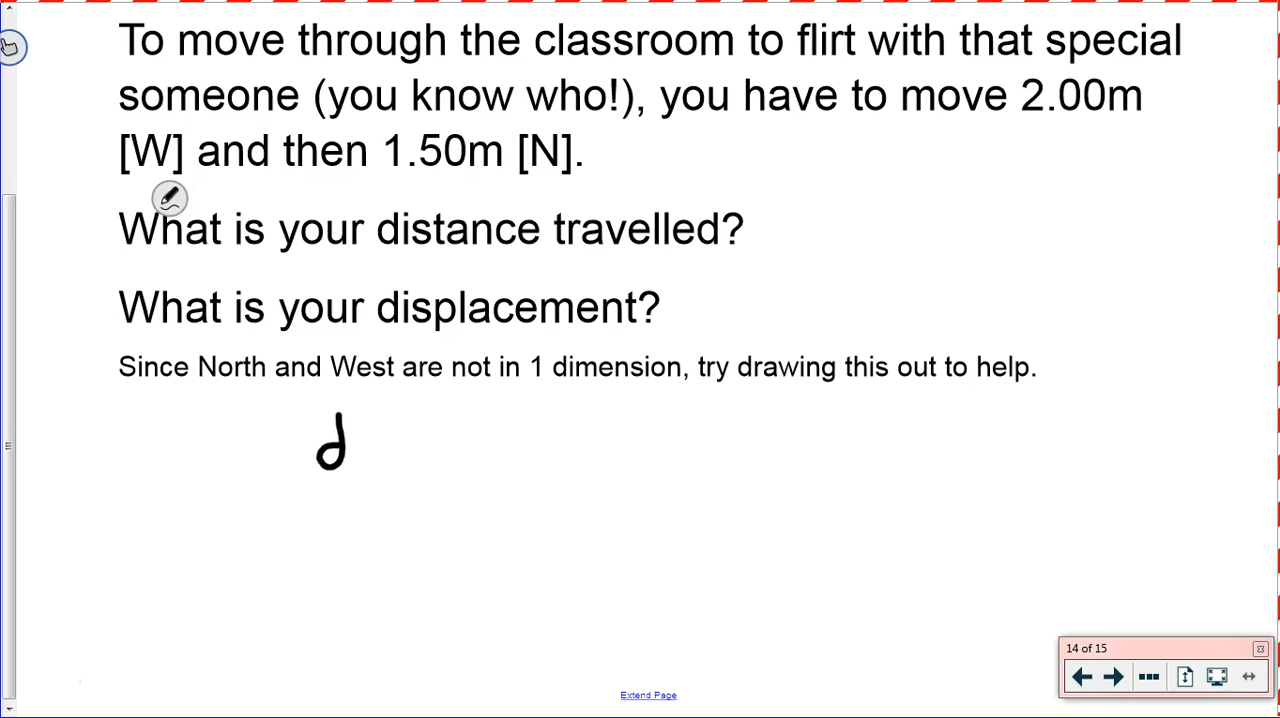 To move through the classroom to flirt with that special
someone (you know who!), you have to move 2.00m
[W] and then 1.50m [N].
What is your distance travelled?
What is your displacement?
Since North and West are not in 1 dimension, try drawing this out to help.
d
14 of 15
Extend Page